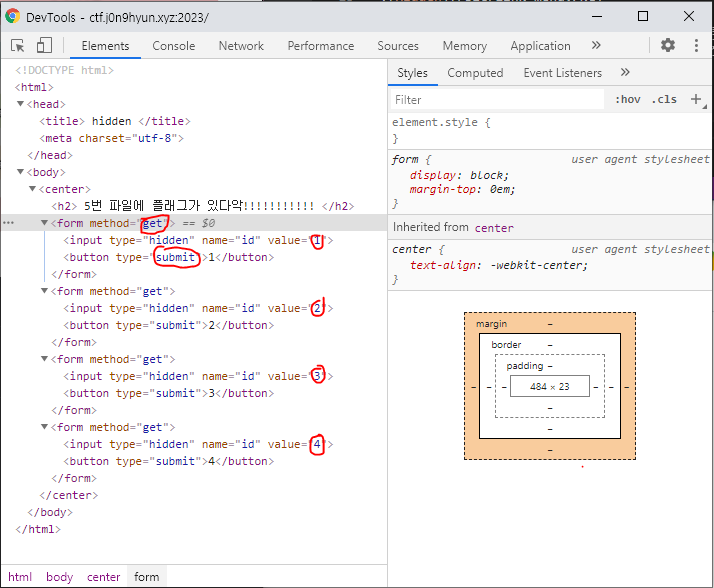 DevTools - ctf.j0n9hyun.xyz:2023/
Elements Console Network Performance Sources Memory Application »
<!DOCTYPE html>
<html>
<head>
<title> hidden </title>
<meta charset="utf-8">
</head>
<body>
<center>
<h2> 5번 파일에 플래그가 있다악!!!!!!!!!!! </h2>
<form method="get"> == $0
<input type="hidden" name="id" value="1">
<button type="submit">1</button>
</form>
<form method="get">
<input type="hidden" name="id" value="2">
<button type="submit">2</button>
</form>
<form method="get">
<input type="hidden" name="id" value="3">
<button type="submit">3</button>
</form>
<form method="get">
<input type="hidden" name="id" value="4">
<button type="submit">4</button>
</form>
</center>
</body>
</html>
html body center form
Styles Computed Event Listeners »
Filter :hov .cls +
element.style {
}
form { user agent stylesheet
display: block;
margin-top: 0em;
}
Inherited from center
center { user agent stylesheet
text-align: -webkit-center;
}
margin –
border –
padding –
– – – 484 × 23 – – –
–
–
–